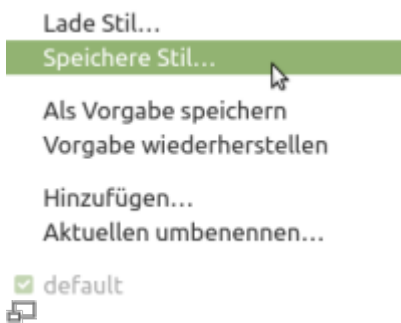 Lade Stil…
Speichere Stil…
Als Vorgabe speichern
Vorgabe wiederherstellen
Hinzufügen…
Aktuellen umbenennen…
default